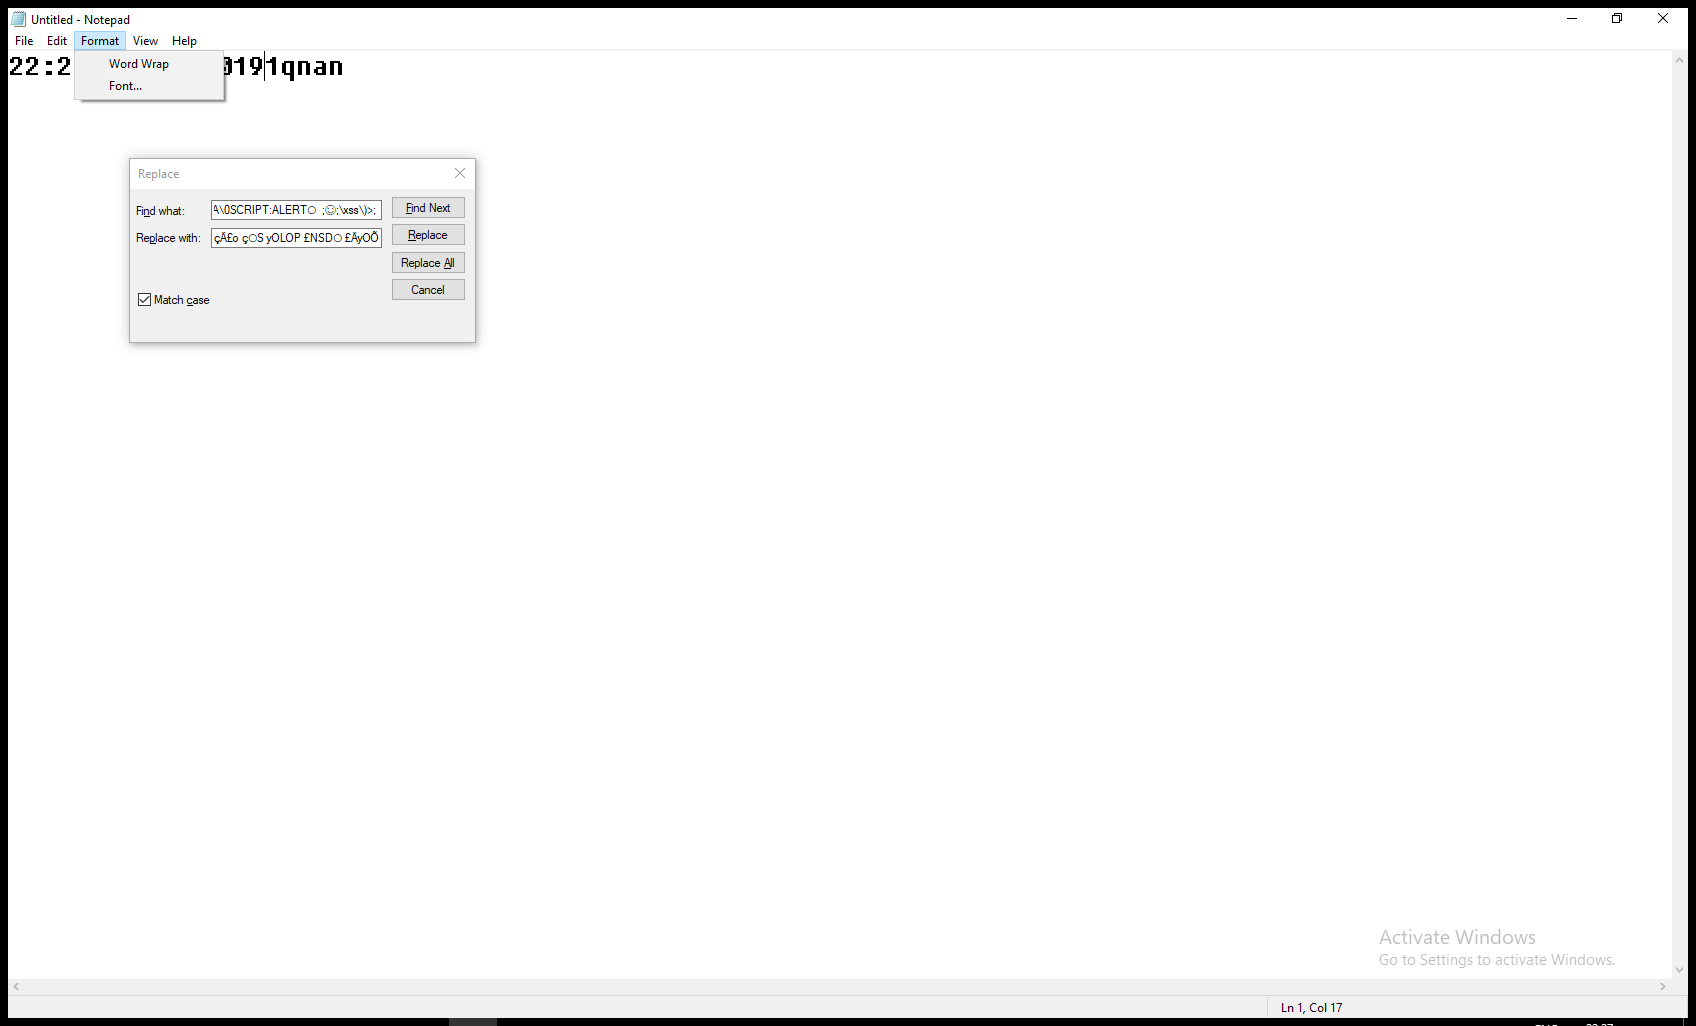 Untitled - Notepad
File Edit Format View Help
22:2 0191qnan
Word Wrap
Font...
Replace
Find what: A\0SCRIPT:ALERT○ ;☺;\xss\)>;
Find Next
Replace with: çÄ£o ç○S yOLOP £NSD○ £ÄyOÕ
Replace
Replace All
Cancel
Match case
Activate Windows
Go to Settings to activate Windows.
Ln 1, Col 17